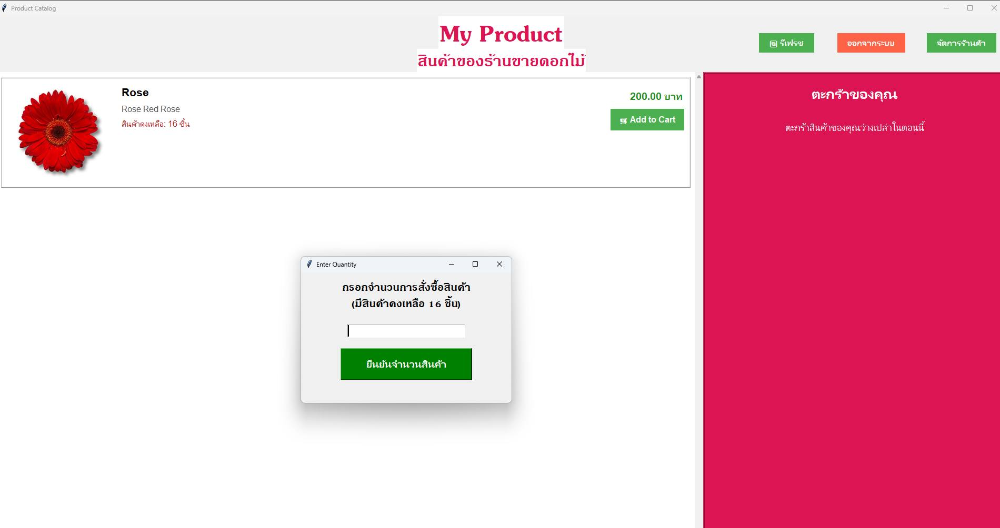 Product Catalog
My Product
สินค้าของร้านขายดอกไม้
รีเฟรช
ออกจากระบบ
จัดการร้านค้า
Rose
Rose Red Rose
สินค้าคงเหลือ: 16 ชิ้น
200.00 บาท
Add to Cart
ตะกร้าของคุณ
ตะกร้าสินค้าของคุณว่างเปล่าในตอนนี้
Enter Quantity
กรอกจำนวนการสั่งซื้อสินค้า
(มีสินค้าคงเหลือ 16 ชิ้น)
ยืนยันจำนวนสินค้า